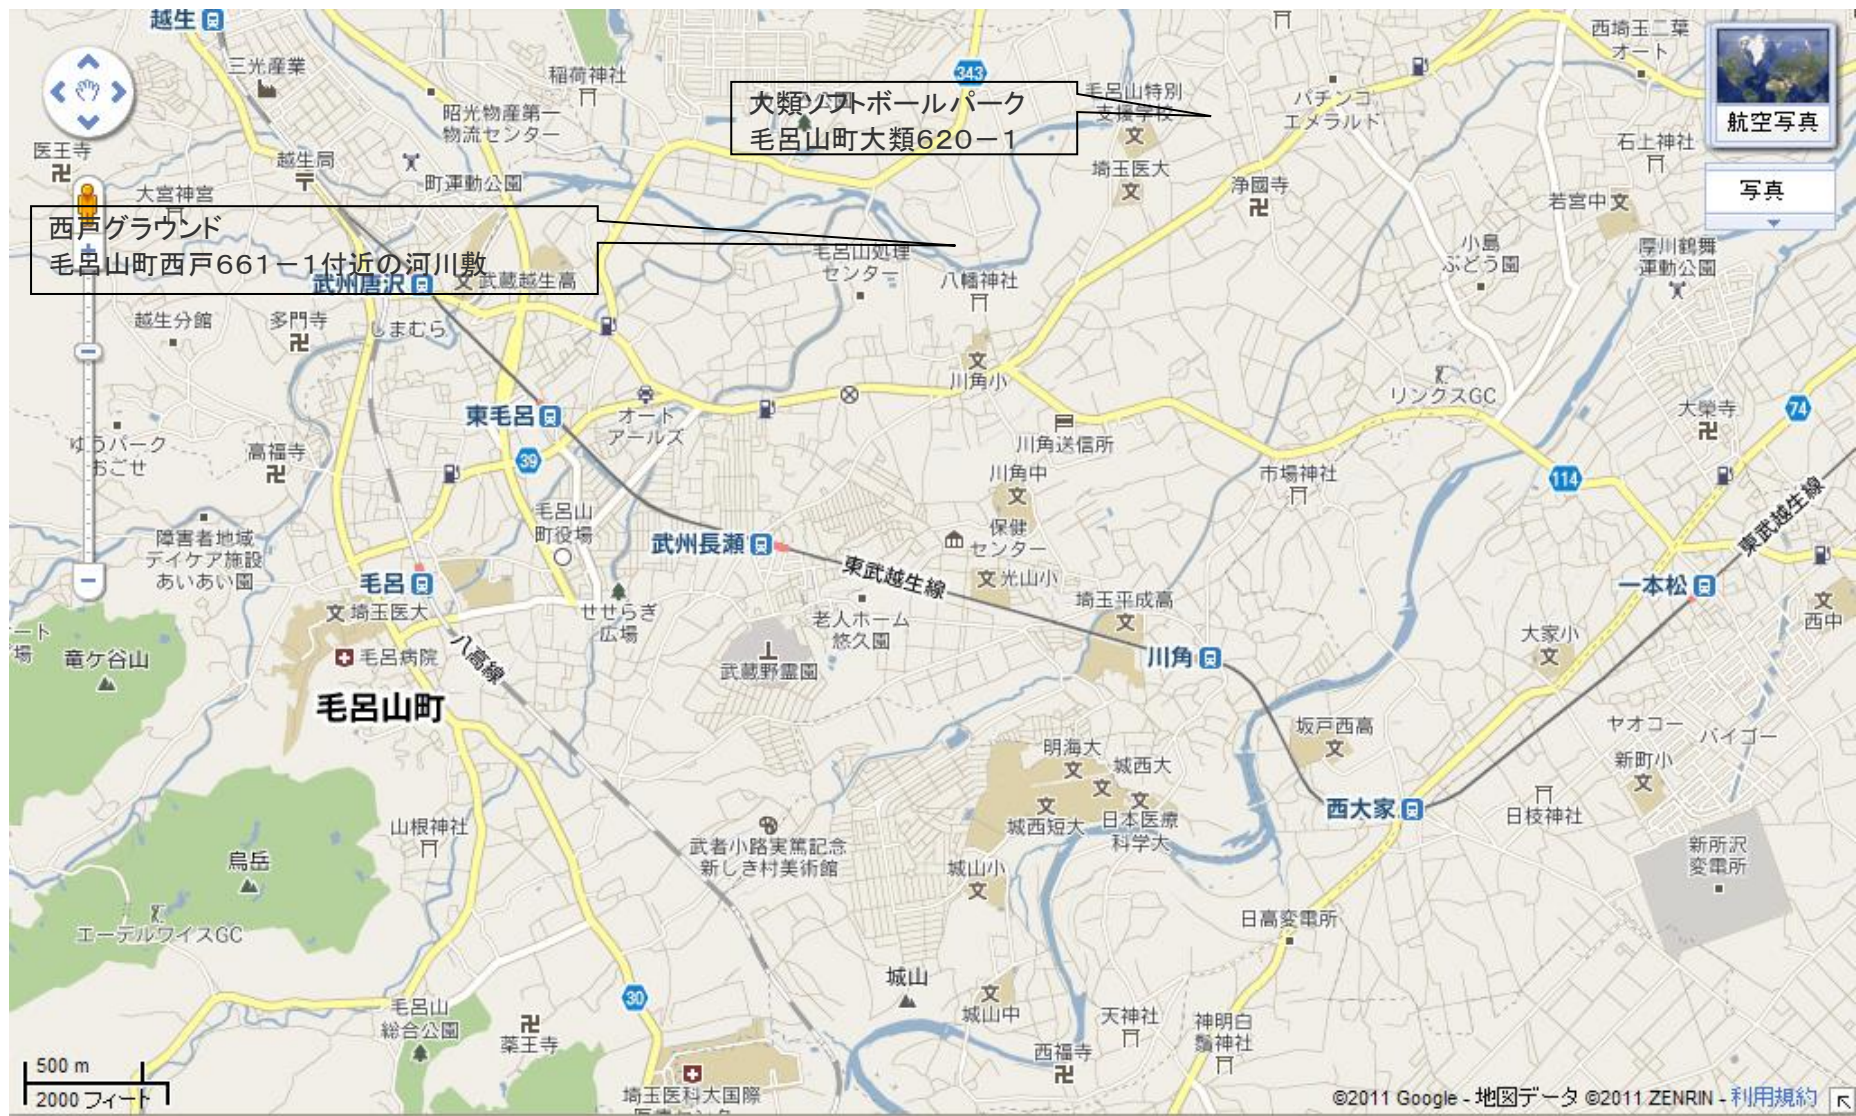 越生
三光産業
稲荷神社
343
西埼玉二葉
オート
昭光物産第一
物流センター
大類ソフトボールパーク
毛呂山町大類620－1
毛呂山特別
支援学校
パチンコ
エメラルド
航空写真
医王寺
越生局
町運動公園
埼玉医大
浄國寺
石上神社
写真
大宮神宮
若宮中
西戸グラウンド
毛呂山町西戸661－1付近の河川敷
毛呂山処理
センター
小島
ぶどう園
厚川鶴舞
運動公園
武州唐沢
武蔵越生高
八幡神社
越生分館
多門寺
しまむら
川角小
リンクスGC
東毛呂
オート
アールズ
大榮寺
74
ゆうパーク
おごせ
高福寺
39
川角送信所
川角中
市場神社
114
障害者地域
デイケア施設
あいあい園
毛呂山
町役場
武州長瀬
保健
センター
東武越生線
東武越生線
毛呂
光山小
一本松
埼玉医大
せせらぎ
広場
老人ホーム
悠久園
埼玉平成高
大家小
西中
ート
場
竜ケ谷山
毛呂病院
八高線
武蔵野霊園
川角
毛呂山町
坂戸西高
ヤオコー
バイゴー
明海大
城西大
新町小
城西短大
日本医療
科学大
西大家
日枝神社
山根神社
武者小路実篤記念
新しき村美術館
城山小
新所沢
変電所
烏岳
エーデルワイスGC
日高変電所
城山
30
毛呂山
総合公園
薬王寺
城山中
天神社
神明白
鬚神社
西福寺
500 m
2000 フィート
埼玉医科大国際
©2011 Google - 地図データ ©2011 ZENRIN - 利用規約